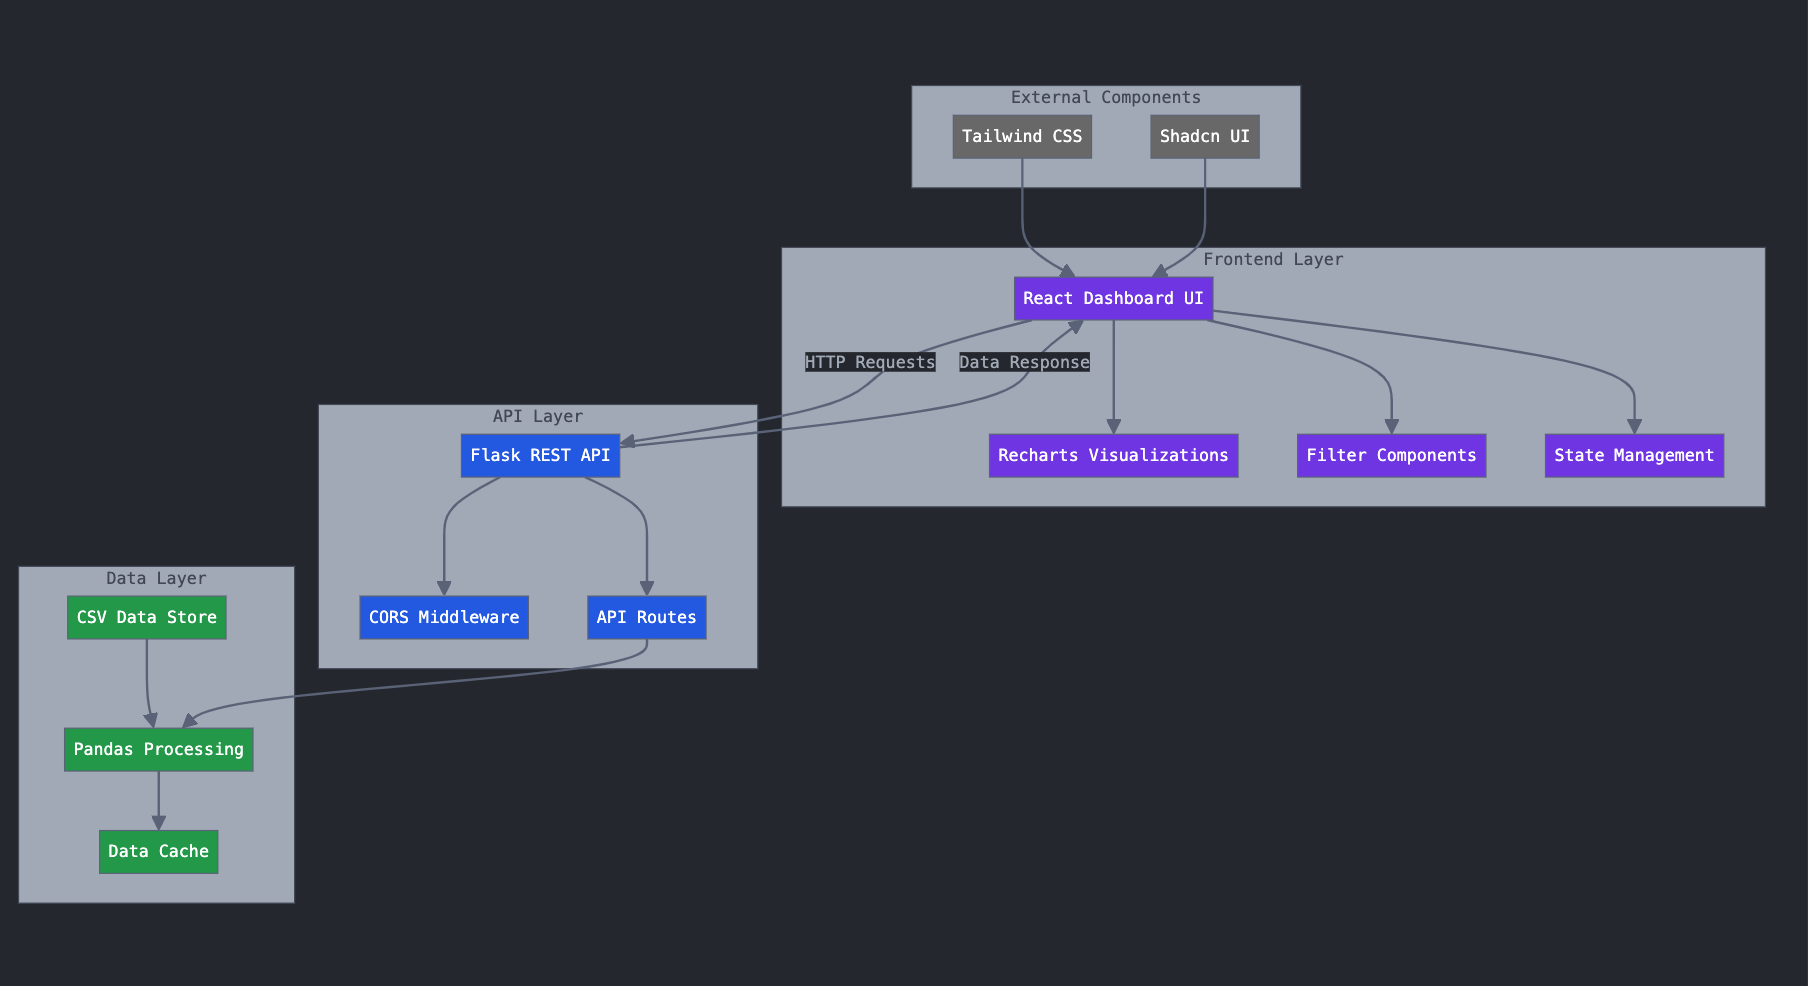 External Components
Tailwind CSS
Shadcn UI
Frontend Layer
React Dashboard UI
HTTP Requests
Data Response
Recharts Visualizations
Filter Components
State Management
API Layer
Flask REST API
CORS Middleware
API Routes
Data Layer
CSV Data Store
Pandas Processing
Data Cache